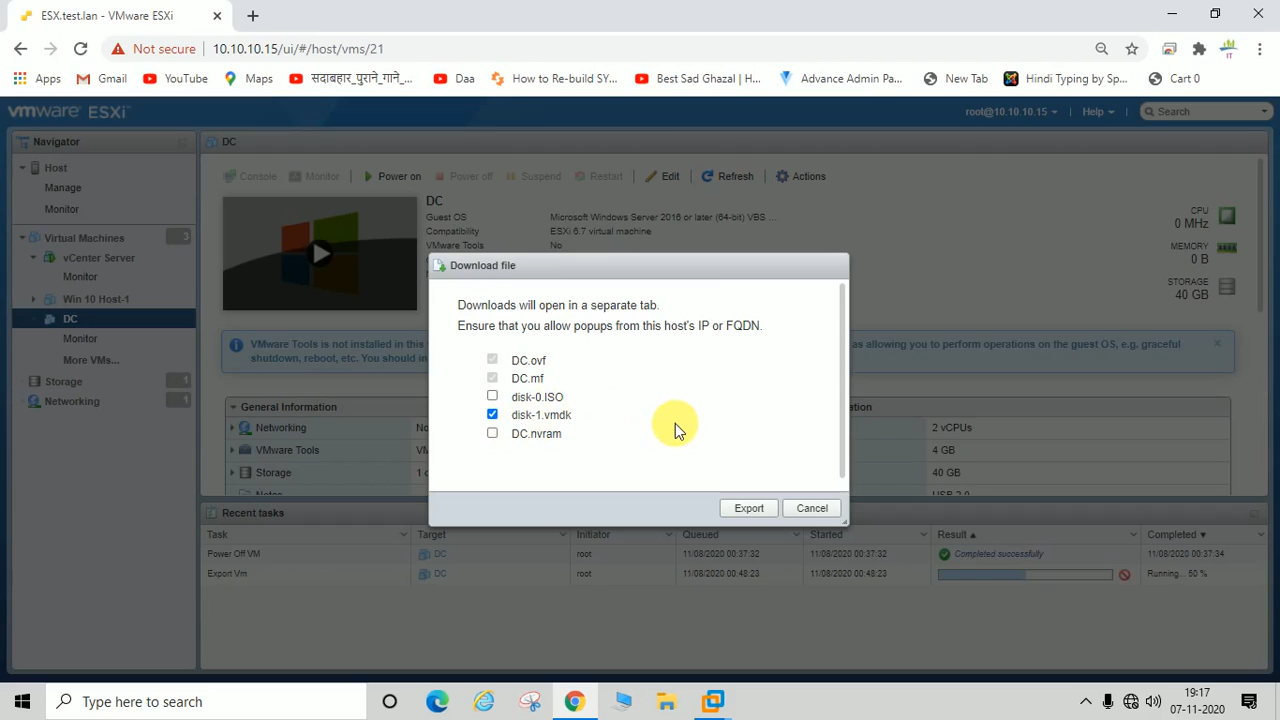 ESX.test.lan - VMware ESXi
Not secure 10.10.10.15/ui/#/host/vms/21
Apps Gmail YouTube Maps सदाबहार_पुराने_गाने_... Daa How to Re-build SY... Best Sad Ghazal | H... Advance Admin Pa... New Tab Hindi Typing by Sp... Cart 0
IT
vmware ESXi root@10.10.10.15 | Help | Search
Navigator
Host
Manage
Monitor
Virtual Machines 3
vCenter Server
Monitor
Win 10 Host-1
DC
Monitor
More VMs...
Storage 1
Networking 1
DC
Console Monitor Power on Power off Suspend Restart Edit Refresh Actions
DC
Guest OS Microsoft Windows Server 2016 or later (64-bit) VBS ...
Compatibility ESXi 6.7 virtual machine
VMware Tools No
CPU
0 MHz
MEMORY
0 B
STORAGE
40 GB
VMware Tools is not installed in this as allowing you to perform operations on the guest OS, e.g. graceful
shutdown, reboot, etc. You should in
General Information
Networking No
VMware Tools
Storage 1
Notes
ation
2 vCPUs
4 GB
40 GB
USB 2.0
Download file
Downloads will open in a separate tab.
Ensure that you allow popups from this host's IP or FQDN.
DC.ovf
DC.mf
disk-0.ISO
disk-1.vmdk
DC.nvram
Export Cancel
Recent tasks
Task Target Initiator Queued Started Result Completed
Power Off VM DC root 11/08/2020 00:37:32 11/08/2020 00:37:32 Completed successfully 11/08/2020 00:37:34
Export Vm DC root 11/08/2020 00:48:23 11/08/2020 00:48:23 Running... 50 %
Type here to search
19:17
07-11-2020